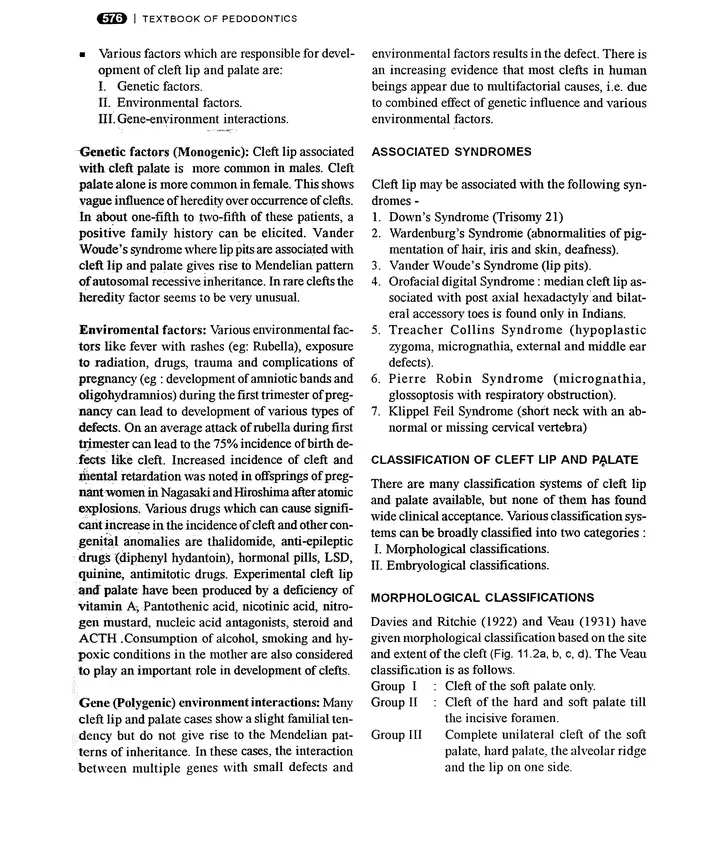 576 | TEXTBOOK OF PEDODONTICS
▪ Various factors which are responsible for devel-
opment of cleft lip and palate are:
I. Genetic factors.
II. Environmental factors.
III. Gene-environment interactions.
Genetic factors (Monogenic): Cleft lip associated
with cleft palate is more common in males. Cleft
palate alone is more common in female. This shows
vague influence of heredity over occurrence of clefts.
In about one-fifth to two-fifth of these patients, a
positive family history can be elicited. Vander
Woude's syndrome where lip pits are associated with
cleft lip and palate gives rise to Mendelian pattern
of autosomal recessive inheritance. In rare clefts the
heredity factor seems to be very unusual.
Enviromental factors: Various environmental fac-
tors like fever with rashes (eg: Rubella), exposure
to radiation, drugs, trauma and complications of
pregnancy (eg : development of amniotic bands and
oligohydramnios) during the first trimester of preg-
nancy can lead to development of various types of
defects. On an average attack of rubella during first
trimester can lead to the 75% incidence of birth de-
fects like cleft. Increased incidence of cleft and
mental retardation was noted in offsprings of preg-
nant women in Nagasaki and Hiroshima after atomic
explosions. Various drugs which can cause signifi-
cant increase in the incidence of cleft and other con-
genital anomalies are thalidomide, anti-epileptic
drugs (diphenyl hydantoin), hormonal pills, LSD,
quinine, antimitotic drugs. Experimental cleft lip
and palate have been produced by a deficiency of
vitamin A, Pantothenic acid, nicotinic acid, nitro-
gen mustard, nucleic acid antagonists, steroid and
ACTH .Consumption of alcohol, smoking and hy-
poxic conditions in the mother are also considered
to play an important role in development of clefts.
Gene (Polygenic) environment interactions: Many
cleft lip and palate cases show a slight familial ten-
dency but do not give rise to the Mendelian pat-
terns of inheritance. In these cases, the interaction
between multiple genes with small defects and
environmental factors results in the defect. There is
an increasing evidence that most clefts in human
beings appear due to multifactorial causes, i.e. due
to combined effect of genetic influence and various
environmental factors.
ASSOCIATED SYNDROMES
Cleft lip may be associated with the following syn-
dromes -
1. Down's Syndrome (Trisomy 21)
2. Wardenburg's Syndrome (abnormalities of pig-
mentation of hair, iris and skin, deafness).
3. Vander Woude's Syndrome (lip pits).
4. Orofacial digital Syndrome : median cleft lip as-
sociated with post axial hexadactyly and bilat-
eral accessory toes is found only in Indians.
5. Treacher Collins Syndrome (hypoplastic
zygoma, micrognathia, external and middle ear
defects).
6. Pierre Robin Syndrome (micrognathia,
glossoptosis with respiratory obstruction).
7. Klippel Feil Syndrome (short neck with an ab-
normal or missing cervical vertebra)
CLASSIFICATION OF CLEFT LIP AND PALATE
There are many classification systems of cleft lip
and palate available, but none of them has found
wide clinical acceptance. Various classification sys-
tems can be broadly classified into two categories :
I. Morphological classifications.
II. Embryological classifications.
MORPHOLOGICAL CLASSIFICATIONS
Davies and Ritchie (1922) and Veau (1931) have
given morphological classification based on the site
and extent of the cleft (Fig. 11.2a, b, c, d). The Veau
classification is as follows.
Group I : Cleft of the soft palate only.
Group II : Cleft of the hard and soft palate till
the incisive foramen.
Group III Complete unilateral cleft of the soft
palate, hard palate, the alveolar ridge
and the lip on one side.